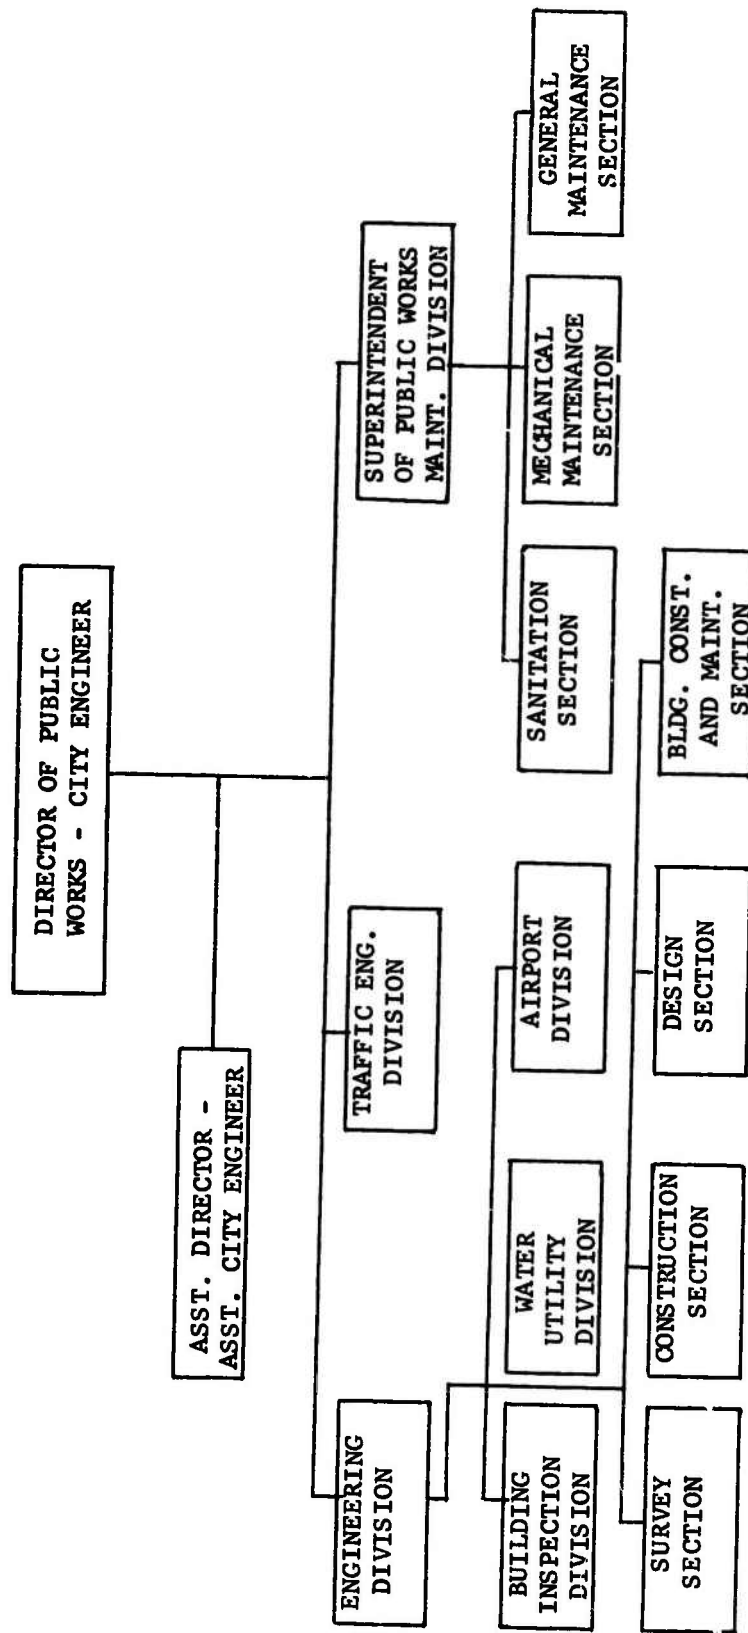 DIRECTOR OF PUBLIC
WORKS - CITY ENGINEER
ASST. DIRECTOR -
ASST. CITY ENGINEER
ENGINEERING
DIVISION
TRAFFIC ENG.
DIVISION
SUPERINTENDENT
OF PUBLIC WORKS
MAINT. DIVISION
BUILDING
INSPECTION
DIVISION
WATER
UTILITY
DIVISION
AIRPORT
DIVISION
SANITATION
SECTION
MECHANICAL
MAINTENANCE
SECTION
GENERAL
MAINTENANCE
SECTION
SURVEY
SECTION
CONSTRUCTION
SECTION
DESIGN
SECTION
BLDG. CONST.
AND MAINT.
SECTION